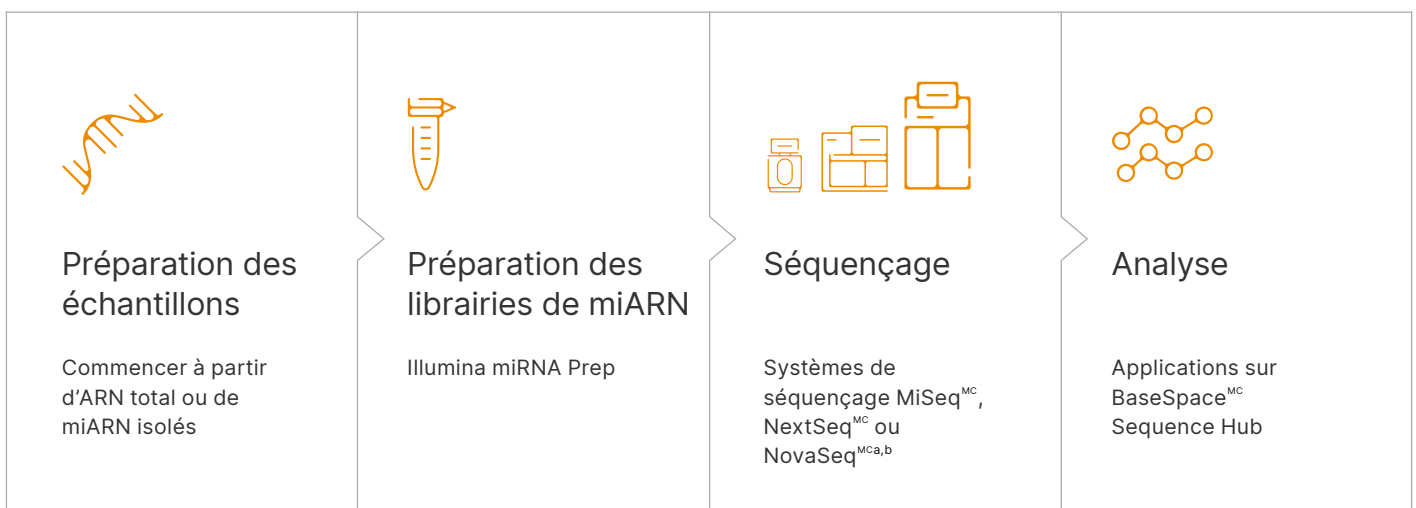 Préparation des
échantillons
Commencer à partir
d’ARN total ou de
miARN isolés
Préparation des
librairies de miARN
Illumina miRNA Prep
Séquençage
Systèmes de
séquençage MiSeqᴹᶜ,
NextSeqᴹᶜ ou
NovaSeqᴹᶜᵃ,ᵇ
Analyse
Applications sur
BaseSpaceᴹᶜ
Sequence Hub